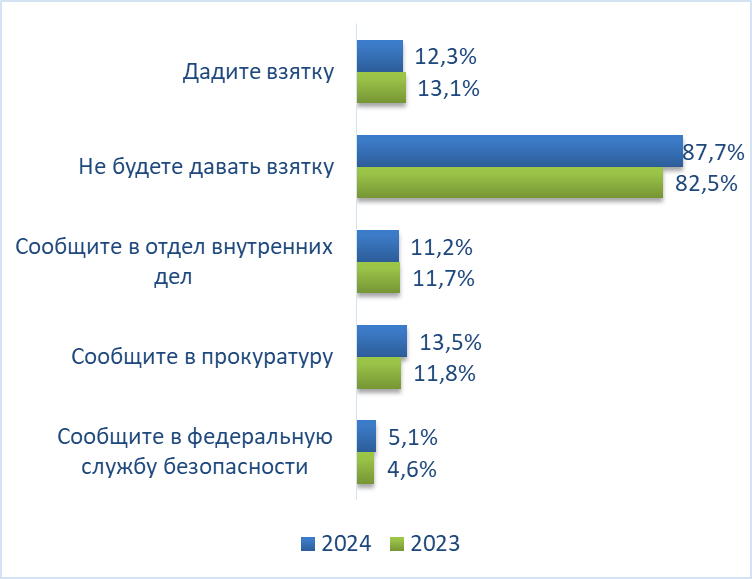 Дадите взятку
12,3%
13,1%
Не будете давать взятку
87,7%
82,5%
Сообщите в отдел внутренних
дел
11,2%
11,7%
Сообщите в прокуратуру
13,5%
11,8%
Сообщите в федеральную
службу безопасности
5,1%
4,6%
2024 2023